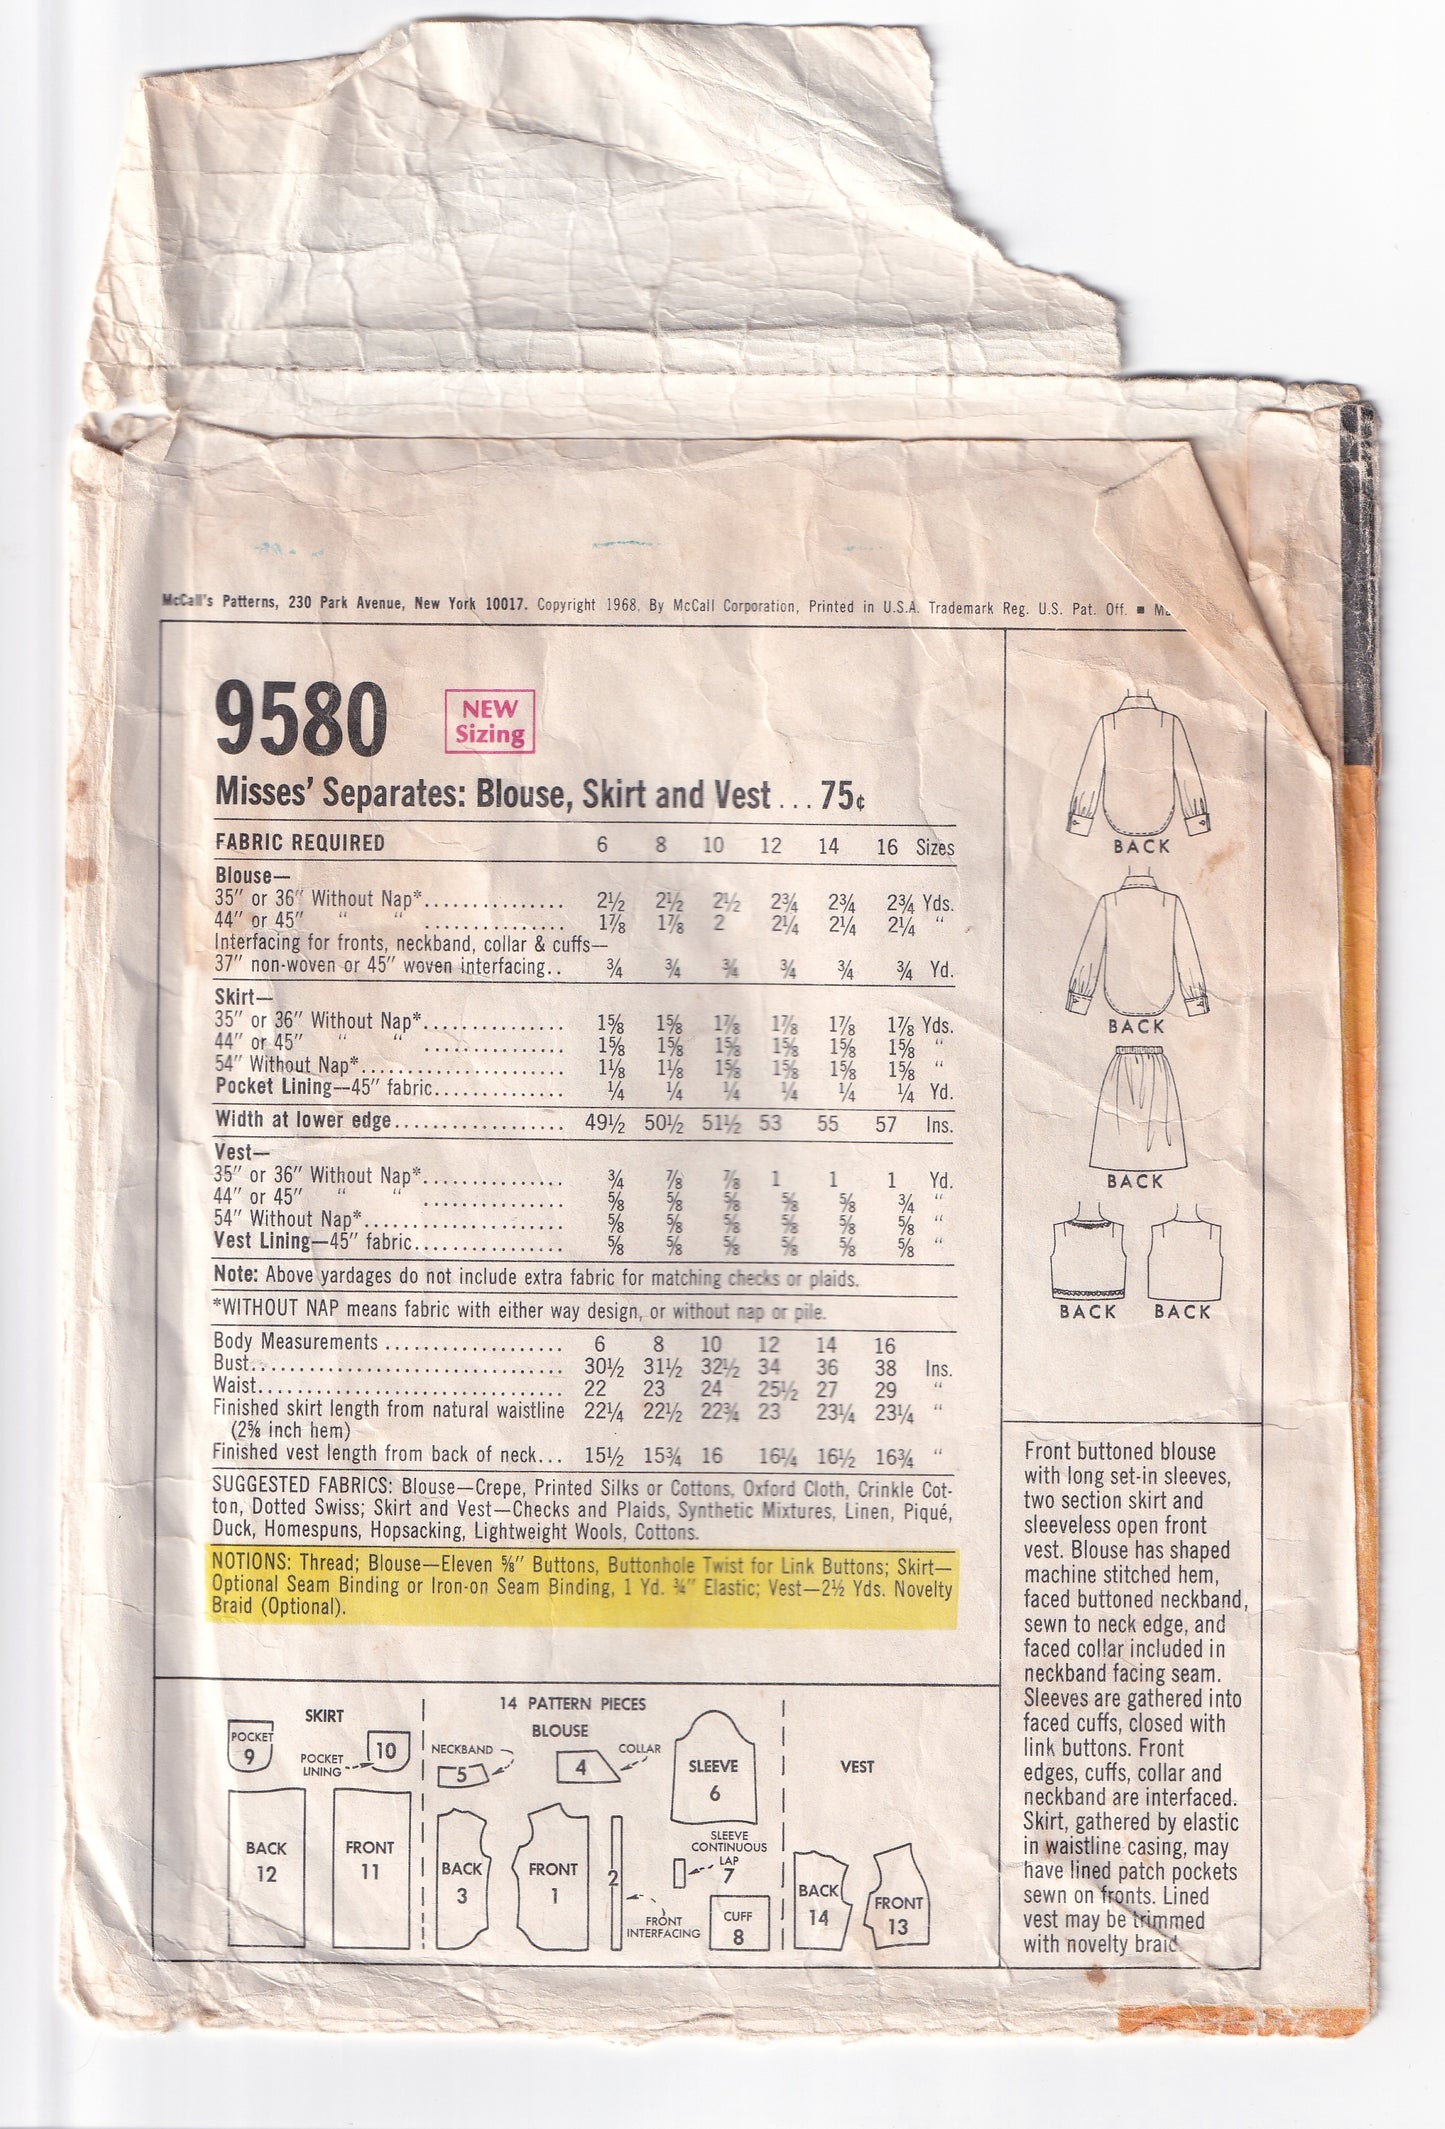 McCall's Patterns, 230 Park Avenue, New York 10017. Copyright 1968, By McCall Corporation, Printed in U.S.A. Trademark Reg. U.S. Pat. Off. ■
9580
NEW
Sizing
Misses' Separates: Blouse, Skirt and Vest ... 75¢
FABRIC REQUIRED 6 8 10 12 14 16 Sizes
Blouse—
35" or 36" Without Nap*............... 2½ 2½ 2½ 2¾ 2¾ 2¾ Yds.
44" or 45" " " ............... 1⅞ 1⅞ 2 2¼ 2¼ 2¼ "
Interfacing for fronts, neckband, collar & cuffs—
37" non-woven or 45" woven interfacing.. ¾ ¾ ¾ ¾ ¾ ¾ Yd.
Skirt—
35" or 36" Without Nap*............... 1⅝ 1⅝ 1⅞ 1⅞ 1⅞ 1⅞ Yds.
44" or 45" " " ............... 1⅝ 1⅝ 1⅝ 1⅝ 1⅝ 1⅝ "
54" Without Nap*...................... 1⅛ 1⅛ 1⅝ 1⅝ 1⅝ 1⅝ "
Pocket Lining—45" fabric.............. ¼ ¼ ¼ ¼ ¼ ¼ Yd.
Width at lower edge.................. 49½ 50½ 51½ 53 55 57 Ins.
Vest—
35" or 36" Without Nap*............... ¾ ⅞ ⅞ 1 1 1 Yd.
44" or 45" " " ............... ⅝ ⅝ ⅝ ⅝ ⅝ ¾ "
54" Without Nap*...................... ⅝ ⅝ ⅝ ⅝ ⅝ ⅝ "
Vest Lining—45" fabric................ ⅝ ⅝ ⅝ ⅝ ⅝ ⅝ "
Note: Above yardages do not include extra fabric for matching checks or plaids.
*WITHOUT NAP means fabric with either way design, or without nap or pile.
Body Measurements ................... 6 8 10 12 14 16
Bust................................. 30½ 31½ 32½ 34 36 38 Ins.
Waist................................ 22 23 24 25½ 27 29 "
Finished skirt length from natural waistline 22¼ 22½ 22¾ 23 23¼ 23¼ "
(2⅝ inch hem)
Finished vest length from back of neck... 15½ 15¾ 16 16¼ 16½ 16¾ "
SUGGESTED FABRICS: Blouse—Crepe, Printed Silks or Cottons, Oxford Cloth, Crinkle Cot-
ton, Dotted Swiss; Skirt and Vest—Checks and Plaids, Synthetic Mixtures, Linen, Piqué,
Duck, Homespuns, Hopsacking, Lightweight Wools, Cottons.
NOTIONS: Thread; Blouse—Eleven ⅝" Buttons, Buttonhole Twist for Link Buttons; Skirt—
Optional Seam Binding or Iron-on Seam Binding, 1 Yd. ¾" Elastic; Vest—2½ Yds. Novelty
Braid (Optional).
BACK
BACK
BACK
BACK BACK
Front buttoned blouse
with long set-in sleeves,
two section skirt and
sleeveless open front
vest. Blouse has shaped
machine stitched hem,
faced buttoned neckband,
sewn to neck edge, and
faced collar included in
neckband facing seam.
Sleeves are gathered into
faced cuffs, closed with
link buttons. Front
edges, cuffs, collar and
neckband are interfaced.
Skirt, gathered by elastic
in waistline casing, may
have lined patch pockets
sewn on fronts. Lined
vest may be trimmed
with novelty braid.
14 PATTERN PIECES
SKIRT
POCKET
9
POCKET
LINING
10
BACK
12
FRONT
11
BLOUSE
NECKBAND
5
4
COLLAR
SLEEVE
6
BACK
3
FRONT
1
2
FRONT
INTERFACING
SLEEVE
CONTINUOUS
LAP
7
CUFF
8
VEST
BACK
14
FRONT
13